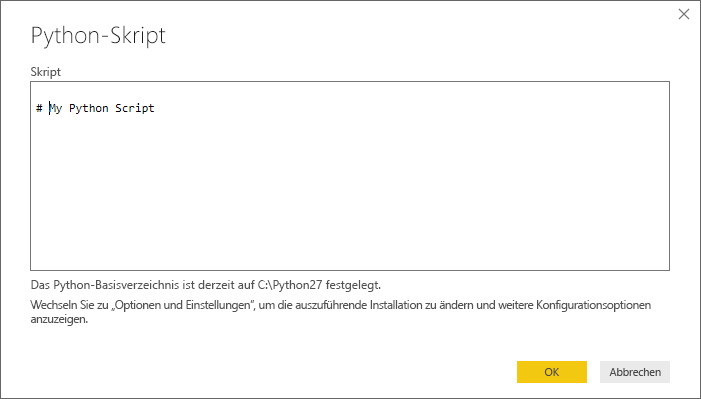 Python-Skript
Skript
# My Python Script
Das Python-Basisverzeichnis ist derzeit auf C:\Python27 festgelegt.
Wechseln Sie zu „Optionen und Einstellungen“, um die auszuführende Installation zu ändern und weitere Konfigurationsoptionen
anzuzeigen.
OK
Abbrechen